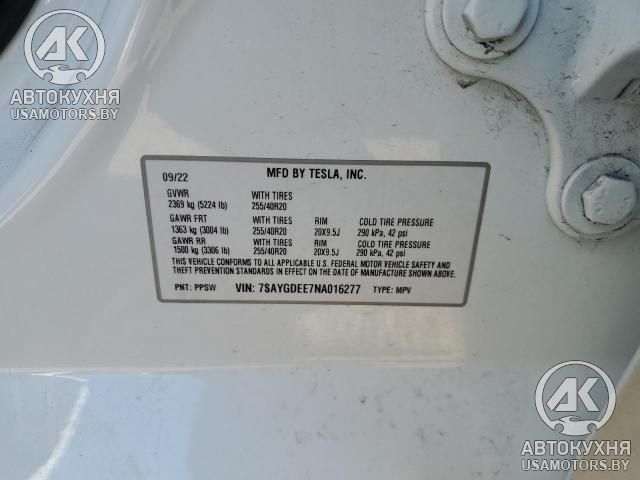 AK
АВТОКУХНЯ
USAMOTORS.BY
09/22 MFD BY TESLA, INC.
GVWR WITH TIRES
2369 kg (5224 lb) 255/40R20
GAWR FRT WITH TIRES RIM COLD TIRE PRESSURE
1363 kg (3004 lb) 255/40R20 20X9.5J 290 kPa, 42 psi
GAWR RR WITH TIRES RIM COLD TIRE PRESSURE
1500 kg (3306 lb) 255/40R20 20X9.5J 290 kPa, 42 psi
THIS VEHICLE CONFORMS TO ALL APPLICABLE U.S. FEDERAL MOTOR VEHICLE SAFETY AND
THEFT PREVENTION STANDARDS IN EFFECT ON THE DATE OF MANUFACTURE SHOWN ABOVE.
PNT: PPSW VIN: 7SAYGDEE7NA016277 TYPE: MPV
AK
АВТОКУХНЯ
USAMOTORS.BY